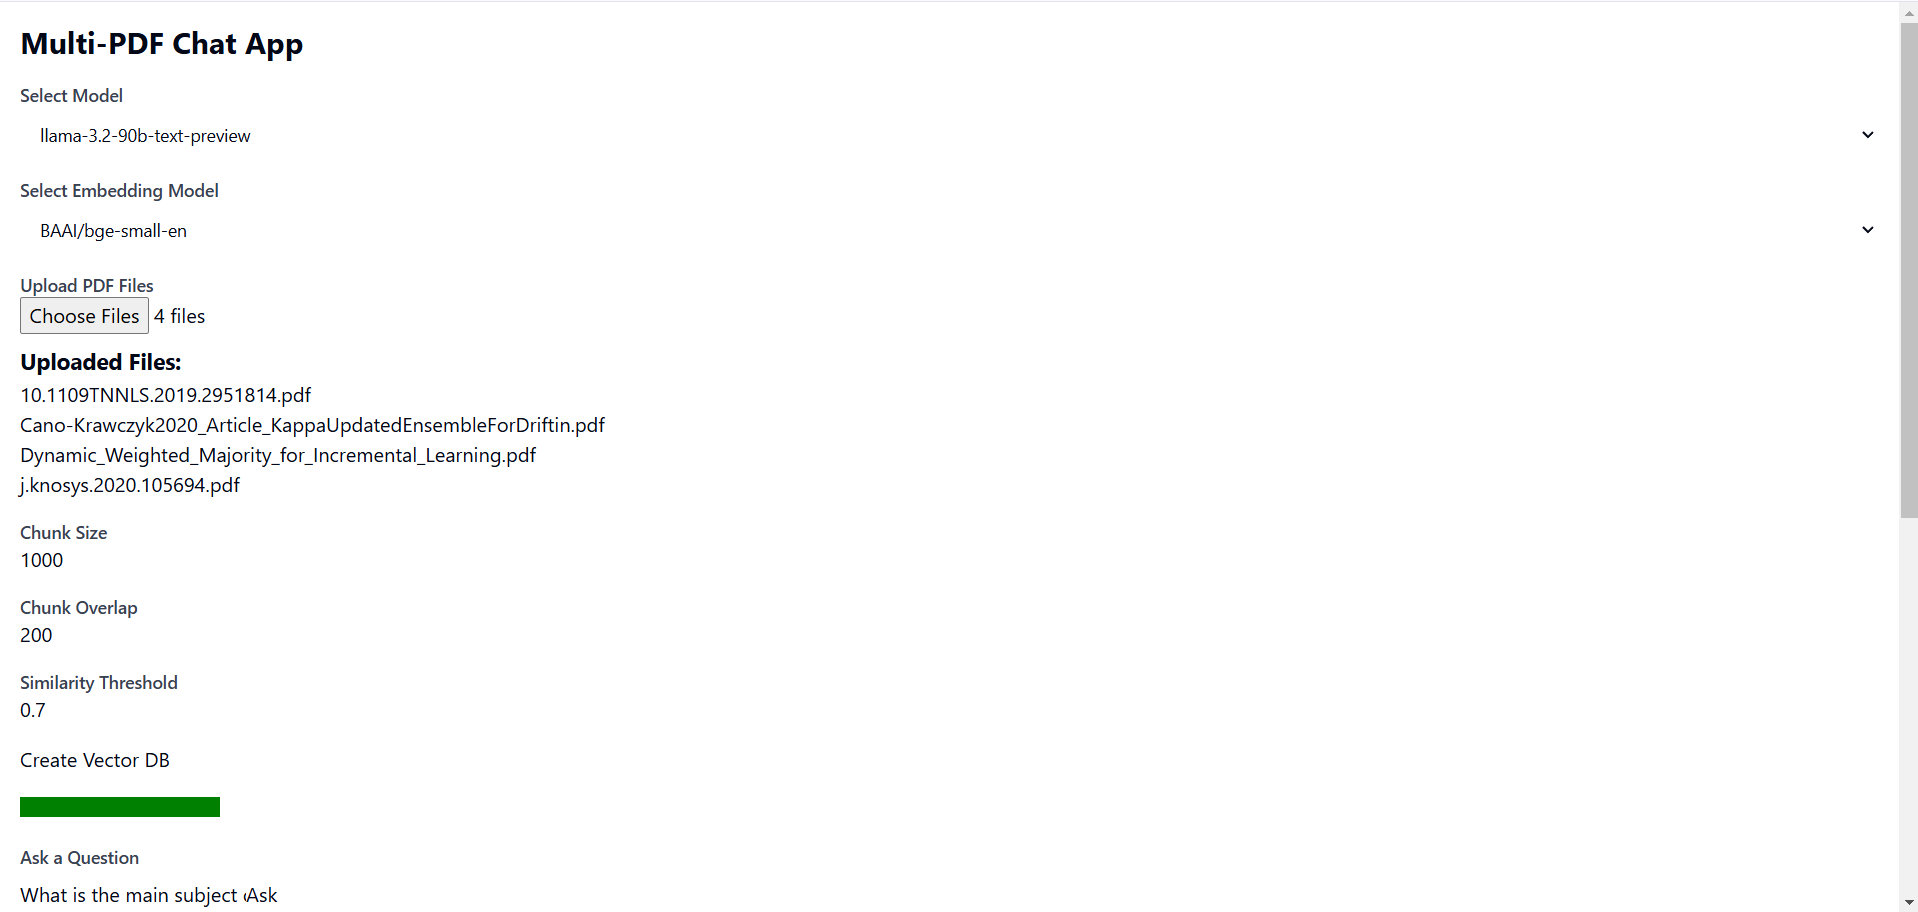 Multi-PDF Chat App
Select Model
llama-3.2-90b-text-preview
Select Embedding Model
BAAI/bge-small-en
Upload PDF Files
Choose Files 4 files
Uploaded Files:
10.1109TNNLS.2019.2951814.pdf
Cano-Krawczyk2020_Article_KappaUpdatedEnsembleForDriftin.pdf
Dynamic_Weighted_Majority_for_Incremental_Learning.pdf
j.knosys.2020.105694.pdf
Chunk Size
1000
Chunk Overlap
200
Similarity Threshold
0.7
Create Vector DB
Ask a Question
What is the main subject Ask